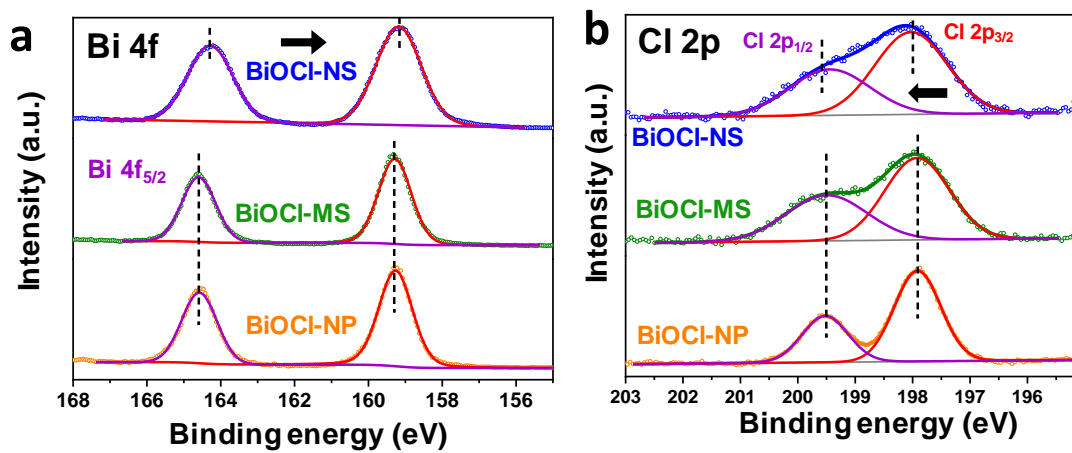 a
Bi 4f
BiOCl-NS
Bi 4f5/2
BiOCl-MS
BiOCl-NP
Intensity (a.u.)
168 166 164 162 160 158 156
Binding energy (eV)
b
Cl 2p
Cl 2p1/2
Cl 2p3/2
BiOCl-NS
BiOCl-MS
BiOCl-NP
Intensity (a.u.)
203 202 201 200 199 198 197 196
Binding energy (eV)